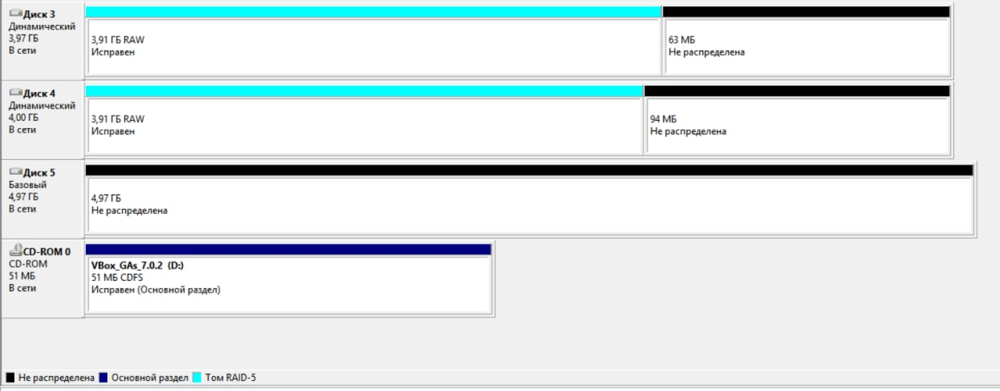 Диск 3
Динамический
3,97 ГБ
В сети
3,91 ГБ RAW
Исправен
63 МБ
Не распределена
Диск 4
Динамический
4,00 ГБ
В сети
3,91 ГБ RAW
Исправен
94 МБ
Не распределена
Диск 5
Базовый
4,97 ГБ
В сети
4,97 ГБ
Не распределена
CD-ROM 0
CD-ROM
51 МБ
В сети
VBox_GAs_7.0.2 (D:)
51 МБ CDFS
Исправен (Основной раздел)
Не распределена Основной раздел Том RAID-5